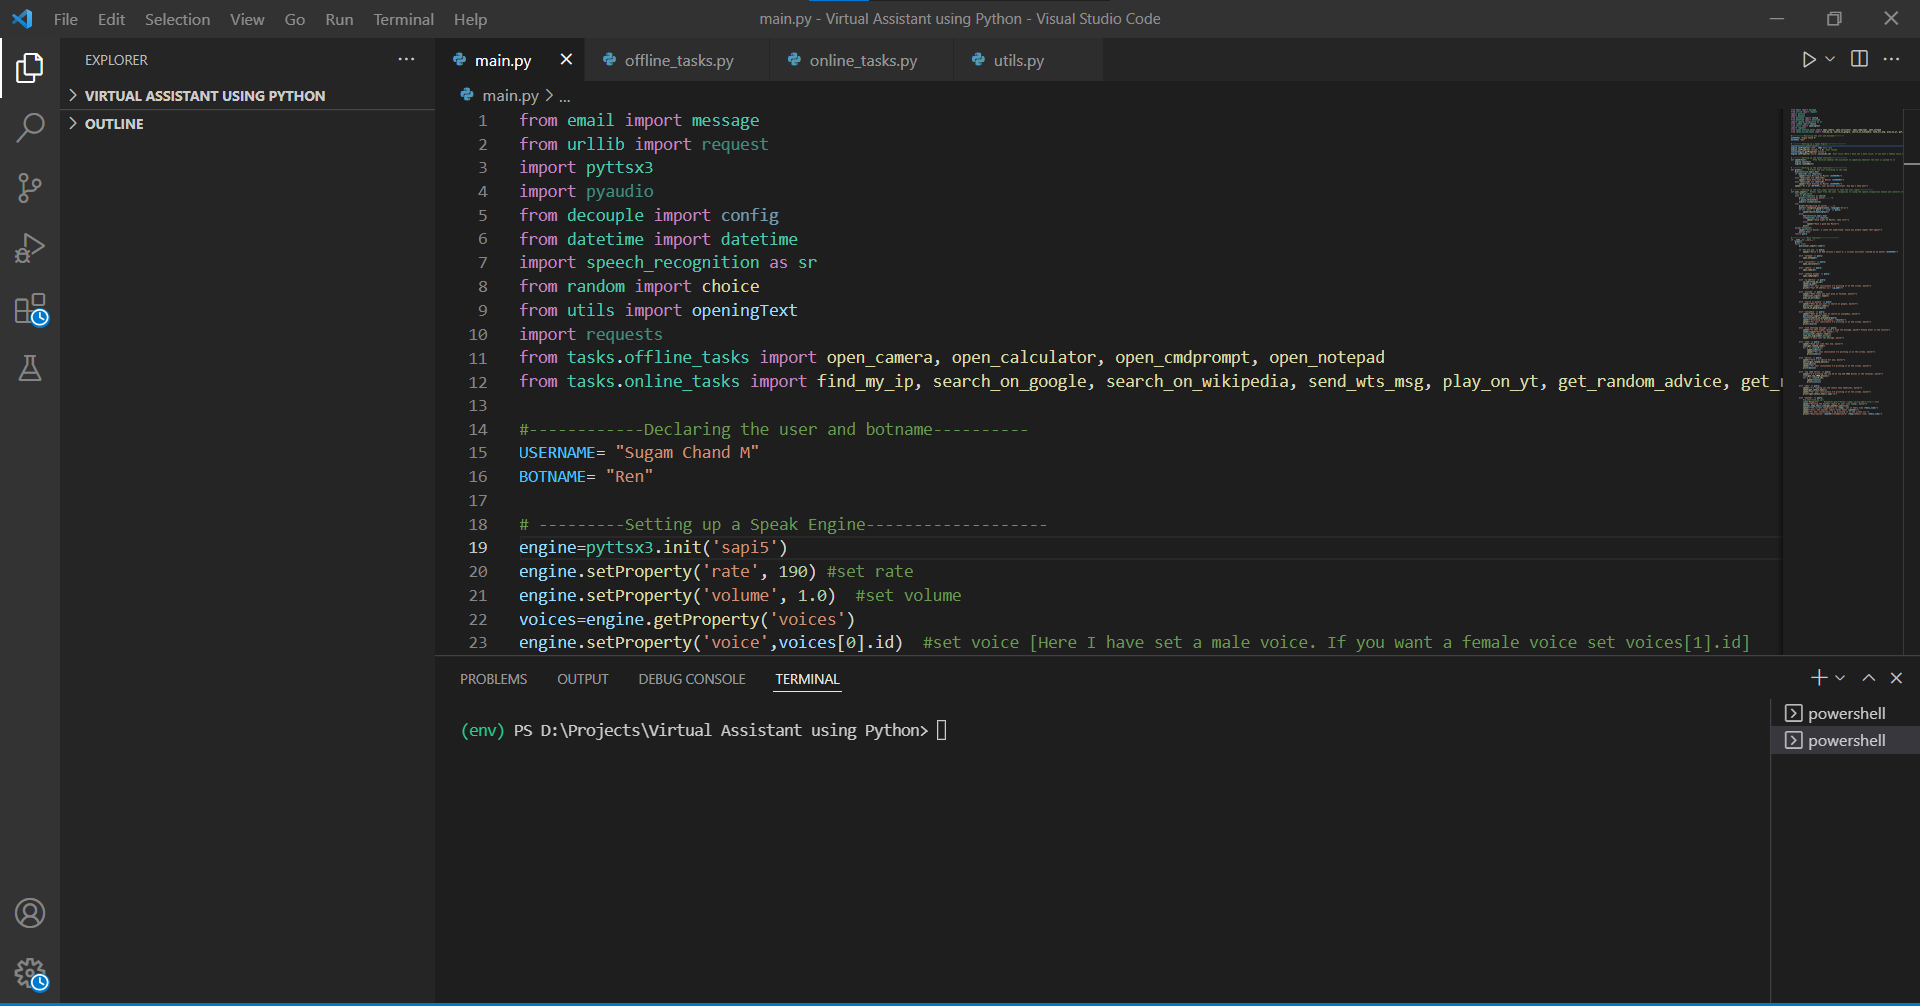 File Edit Selection View Go Run Terminal Help
main.py - Virtual Assistant using Python - Visual Studio Code
EXPLORER
VIRTUAL ASSISTANT USING PYTHON
OUTLINE
main.py offline_tasks.py online_tasks.py utils.py
main.py > ...
1 from email import message
2 from urllib import request
3 import pyttsx3
4 import pyaudio
5 from decouple import config
6 from datetime import datetime
7 import speech_recognition as sr
8 from random import choice
9 from utils import openingText
10 import requests
11 from tasks.offline_tasks import open_camera, open_calculator, open_cmdprompt, open_notepad
12 from tasks.online_tasks import find_my_ip, search_on_google, search_on_wikipedia, send_wts_msg, play_on_yt, get_random_advice, get_
13
14 #------------Declaring the user and botname----------
15 USERNAME= "Sugam Chand M"
16 BOTNAME= "Ren"
17
18 # ---------Setting up a Speak Engine-------------------
19 engine=pyttsx3.init('sapi5')
20 engine.setProperty('rate', 190) #set rate
21 engine.setProperty('volume', 1.0)  #set volume
22 voices=engine.getProperty('voices')
23 engine.setProperty('voice',voices[0].id)  #set voice [Here I have set a male voice. If you want a female voice set voices[1].id]
PROBLEMS OUTPUT DEBUG CONSOLE TERMINAL
(env) PS D:\Projects\Virtual Assistant using Python>
powershell
powershell